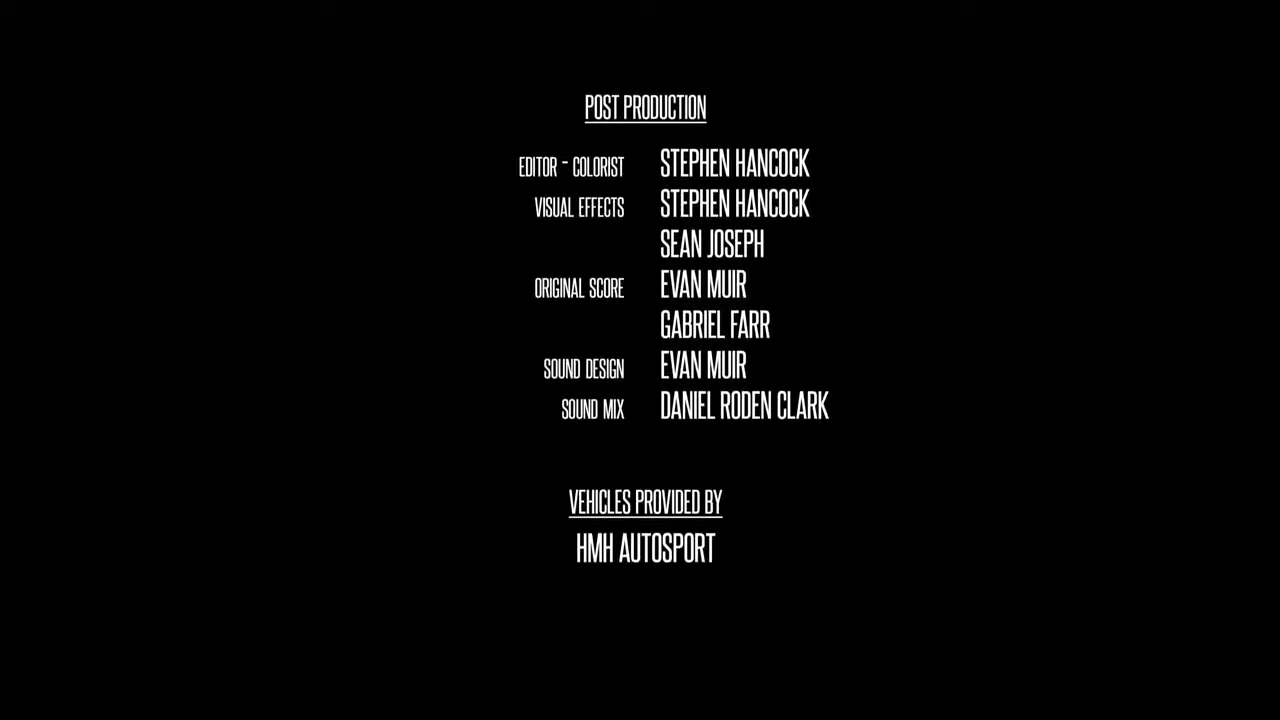 POST PRODUCTION
EDITOR - COLORIST STEPHEN HANCOCK
VISUAL EFFECTS STEPHEN HANCOCK
SEAN JOSEPH
ORIGINAL SCORE EVAN MUIR
GABRIEL FARR
SOUND DESIGN EVAN MUIR
SOUND MIX DANIEL RODEN CLARK
VEHICLES PROVIDED BY
HMH AUTOSPORT